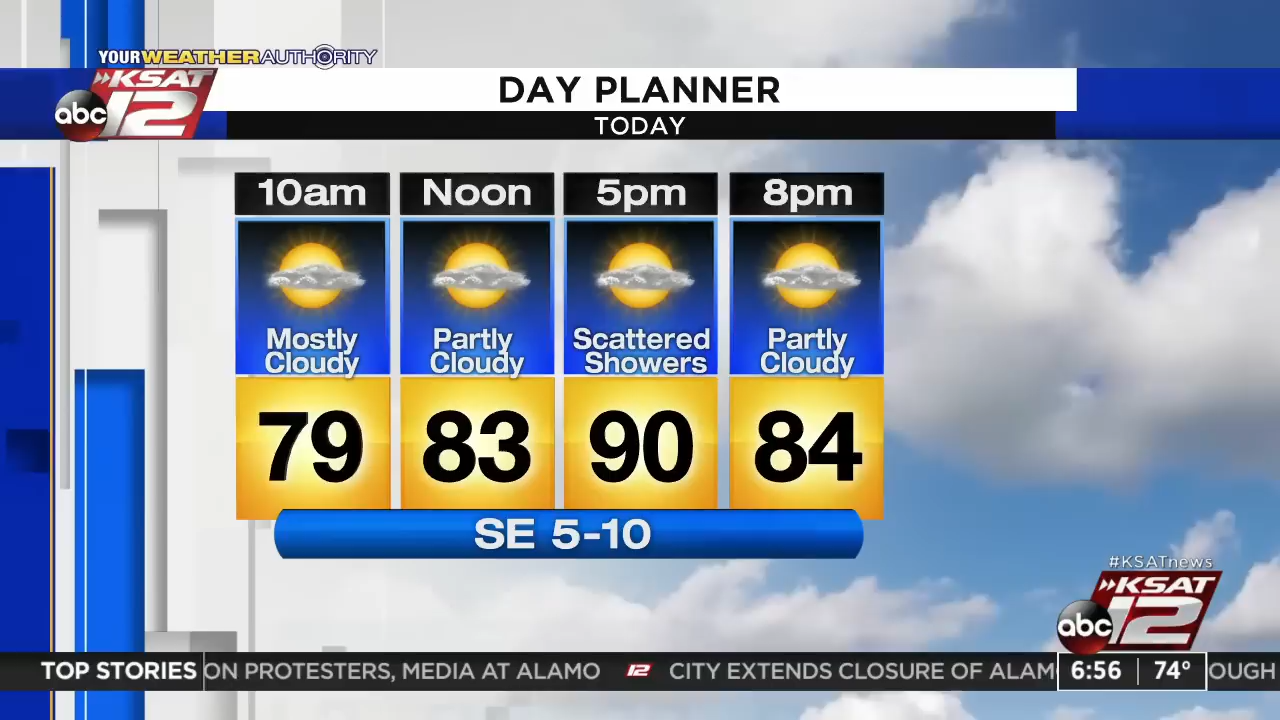 YOURWEATHERAUTHORITY
KSAT
abc 12
DAY PLANNER
TODAY
10am Noon 5pm 8pm
Mostly Partly Scattered Partly
Cloudy Cloudy Showers Cloudy
79 83 90 84
SE 5-10
#KSATnews
KSAT
abc 12
TOP STORIES ON PROTESTERS, MEDIA AT ALAMO 12 CITY EXTENDS CLOSURE OF ALAM 6:56 74° OUGH